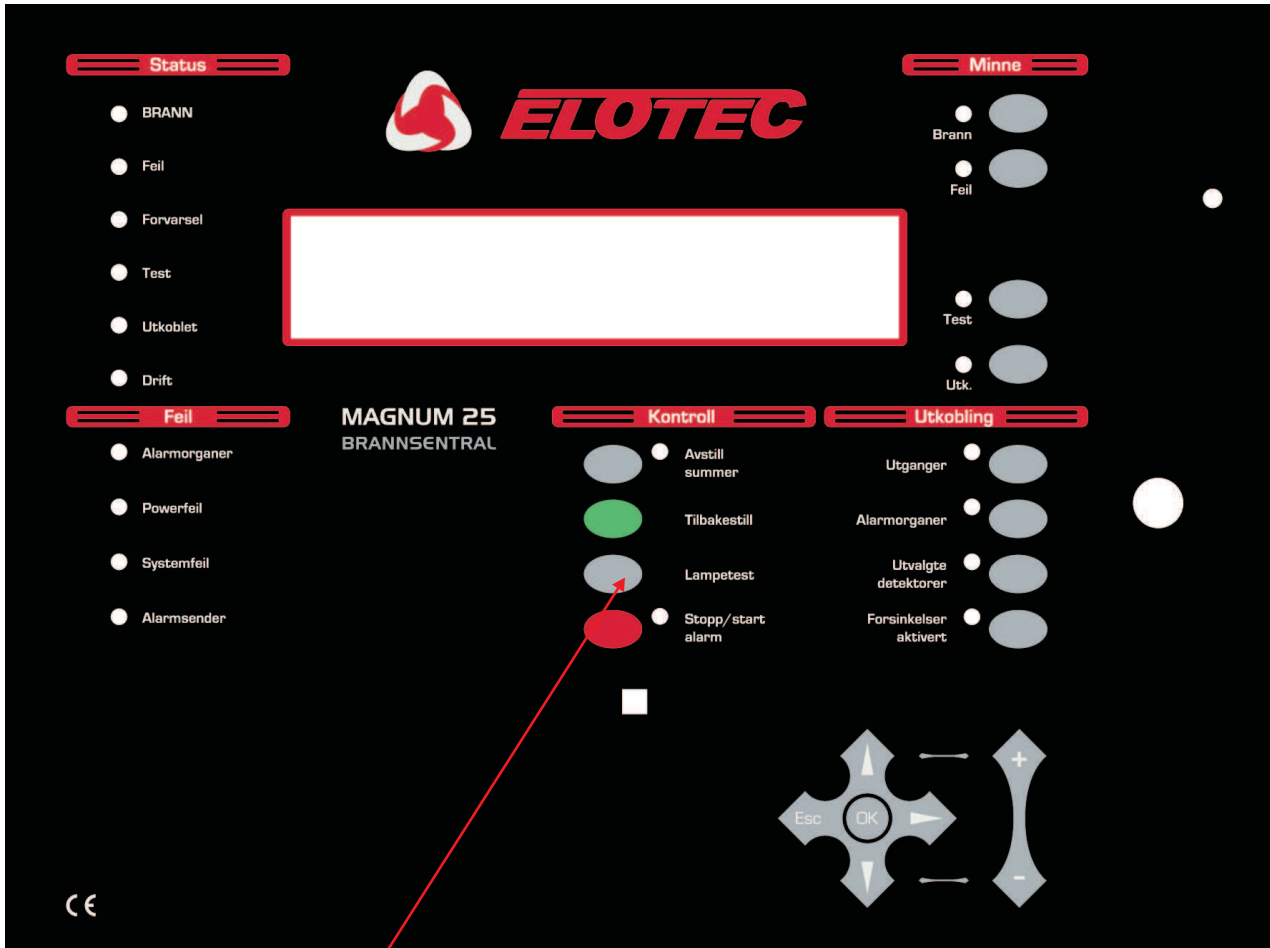 Status
BRANN
Feil
Forvarsel
Test
Utkoblet
Drift
ELOTEC
Minne
Brann
Feil
Test
Utk.
Feil
Alarmorganer
Powerfeil
Systemfeil
Alarmsender
MAGNUM 25
BRANNSENTRAL
Kontroll
Avstill
summer
Tilbakestill
Lampetest
Stopp/start
alarm
Utkobling
Utganger
Alarmorganer
Utvalgte
detektorer
Forsinkelser
aktivert
+
Esc OK
-
CE